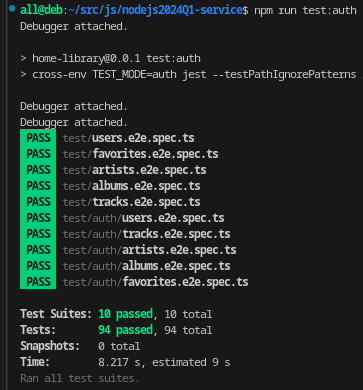 all@deb:~/src/js/nodejs2024Q1-service$ npm run test:auth
Debugger attached.
> home-library@0.0.1 test:auth
> cross-env TEST_MODE=auth jest --testPathIgnorePatterns
Debugger attached.
Debugger attached.
PASS test/users.e2e.spec.ts
PASS test/favorites.e2e.spec.ts
PASS test/artists.e2e.spec.ts
PASS test/albums.e2e.spec.ts
PASS test/tracks.e2e.spec.ts
PASS test/auth/users.e2e.spec.ts
PASS test/auth/tracks.e2e.spec.ts
PASS test/auth/artists.e2e.spec.ts
PASS test/auth/albums.e2e.spec.ts
PASS test/auth/favorites.e2e.spec.ts
Test Suites: 10 passed, 10 total
Tests: 94 passed, 94 total
Snapshots: 0 total
Time: 8.217 s, estimated 9 s
Ran all test suites.